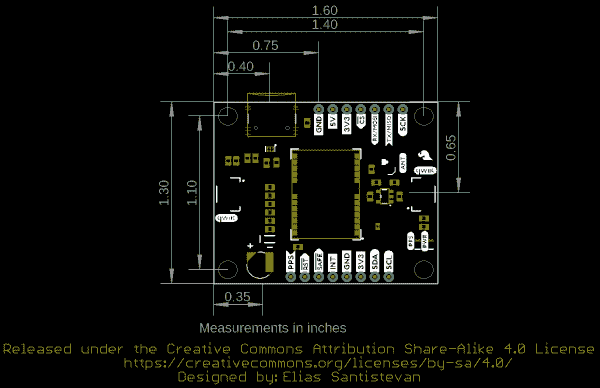 1.60
1.40
0.75
0.40
GND
5V
3V3
CS
RX/MOSI
TX/MISO
SCK
0.65
ANT
qwiic
1.30
1.10
qwiic
PPS
PWR
+
PPS
RST
SAFE
INT
GND
3V3
SDA
SCL
0.35
Measurements in inches
Released under the Creative Commons Attribution Share-Alike 4.0 License
https://creativecommons.org/licenses/by-sa/4.0/
Designed by: Elias Santistevan